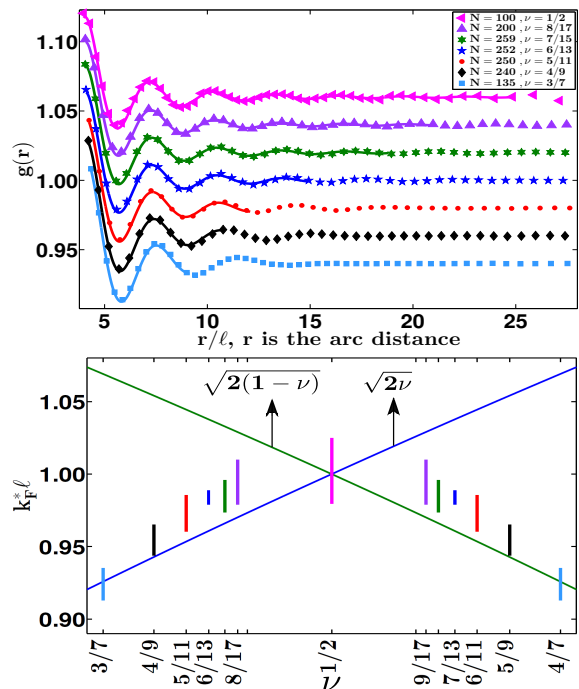 N = 100 , ν = 1/2
N = 200 , ν = 8/17
N = 259 , ν = 7/15
N = 252 , ν = 6/13
N = 250 , ν = 5/11
N = 240 , ν = 4/9
N = 135 , ν = 3/7
1.10
1.05
1.00
0.95
g(r)
5 10 15 20 25
r/ℓ, r is the arc distance
√2(1 − ν) √2ν
1.05
1.00
0.95
0.90
k*Fℓ
3/7 4/9 5/11 6/13 8/17 1/2 9/17 7/13 6/11 5/9 4/7
ν